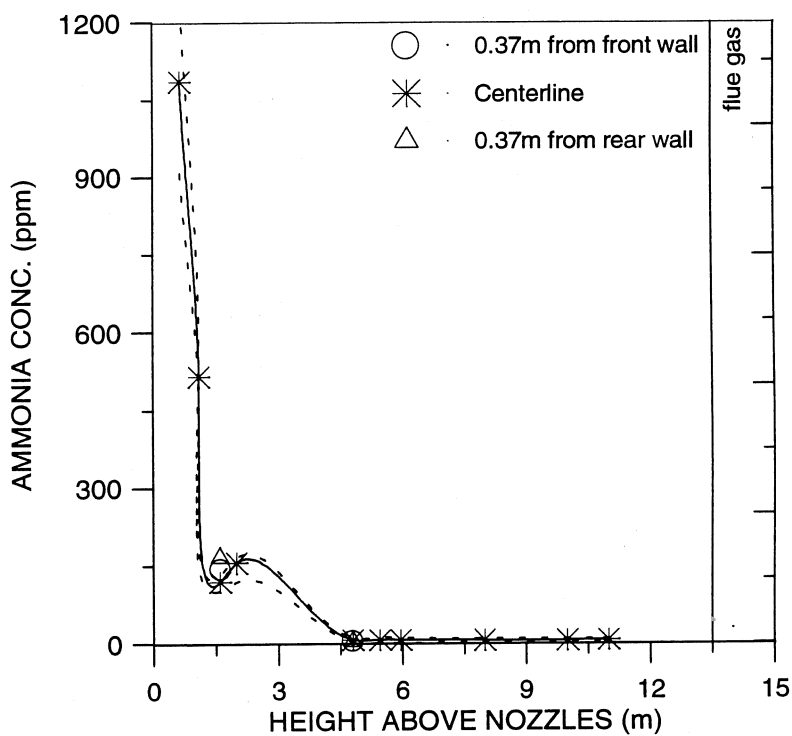 1200
0.37m from front wall
Centerline
0.37m from rear wall
flue gas
900
600
300
0
AMMONIA CONC. (ppm)
0 3 6 9 12 15
HEIGHT ABOVE NOZZLES (m)